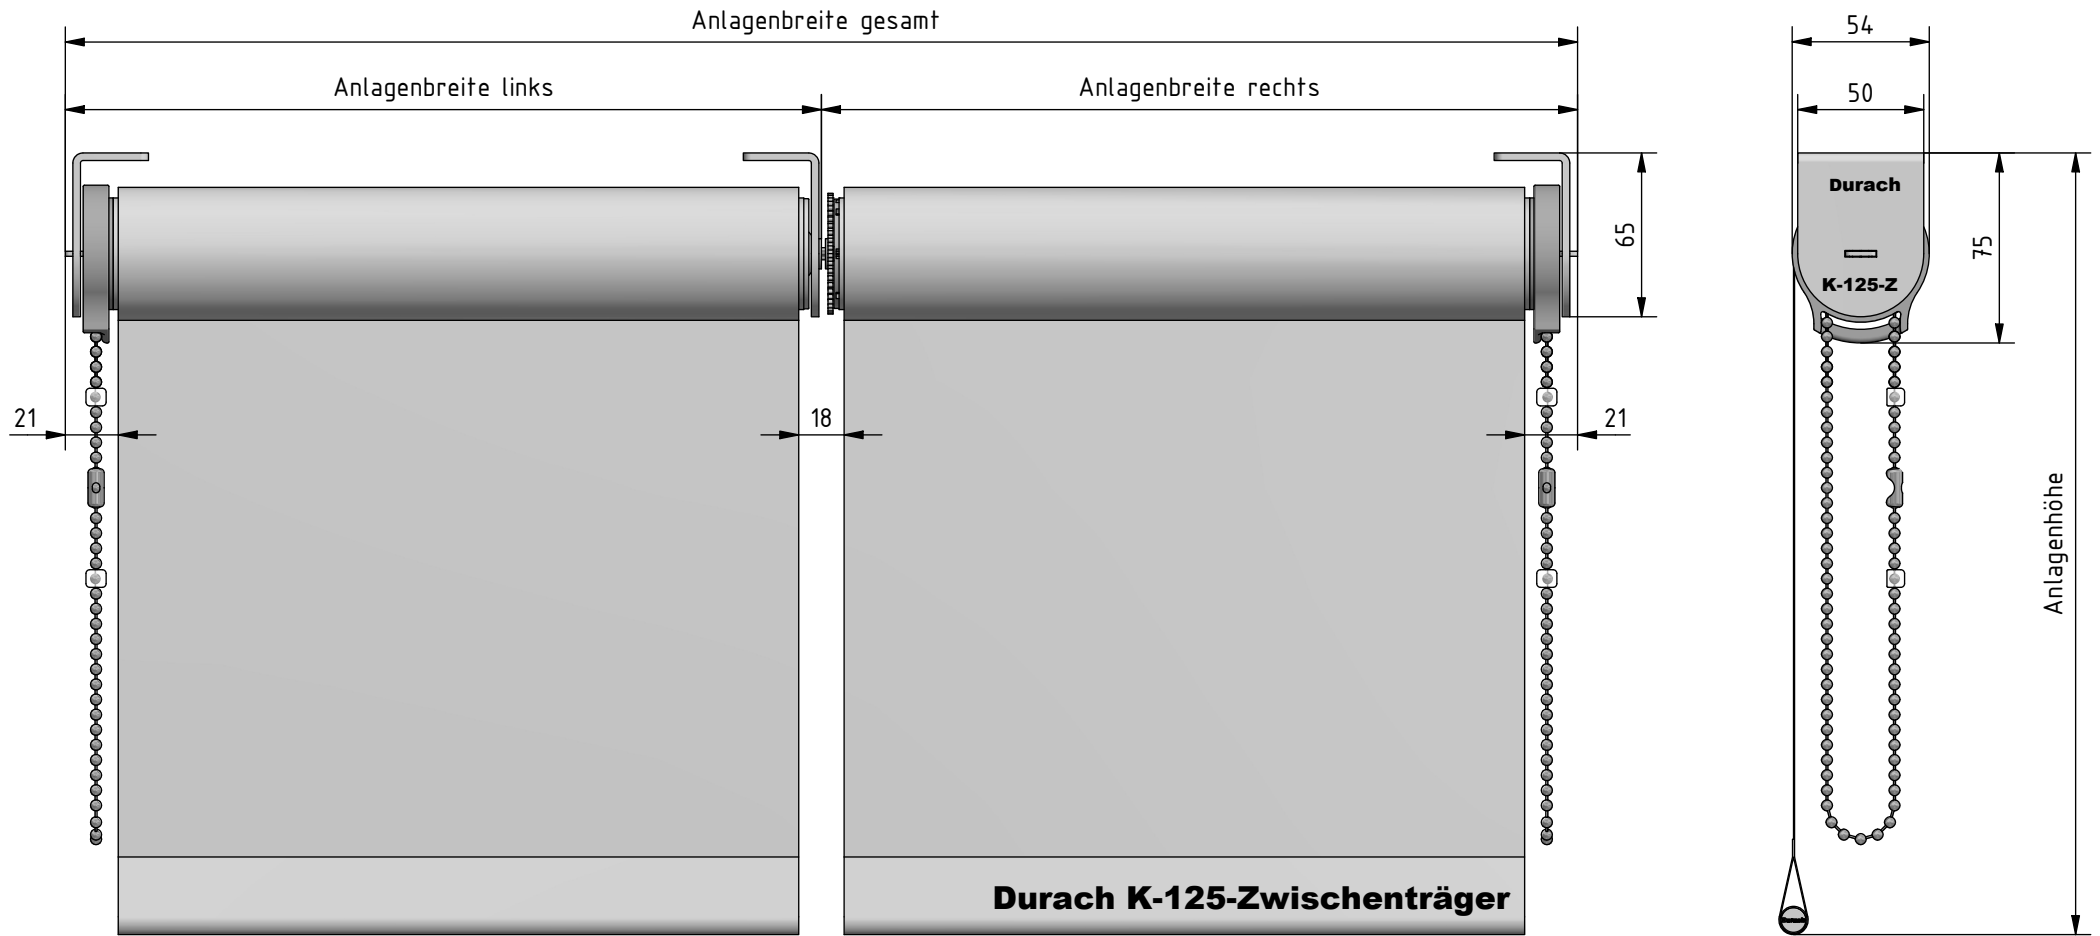 Anlagenbreite gesamt
54
Anlagenbreite links
Anlagenbreite rechts
50
Durach
65
75
K-125-Z
21
18
21
Anlagenhöhe
Durach K-125-Zwischenträger